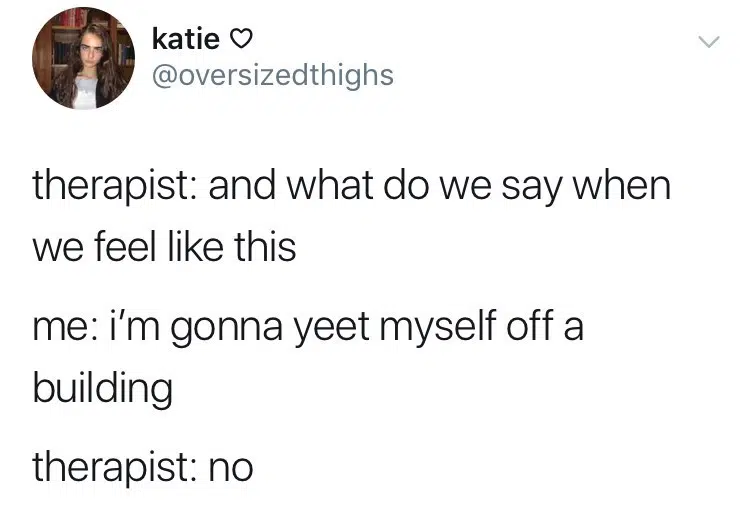 katie ♡
@oversizedthighs
therapist: and what do we say when
we feel like this
me: i’m gonna yeet myself off a
building
therapist: no